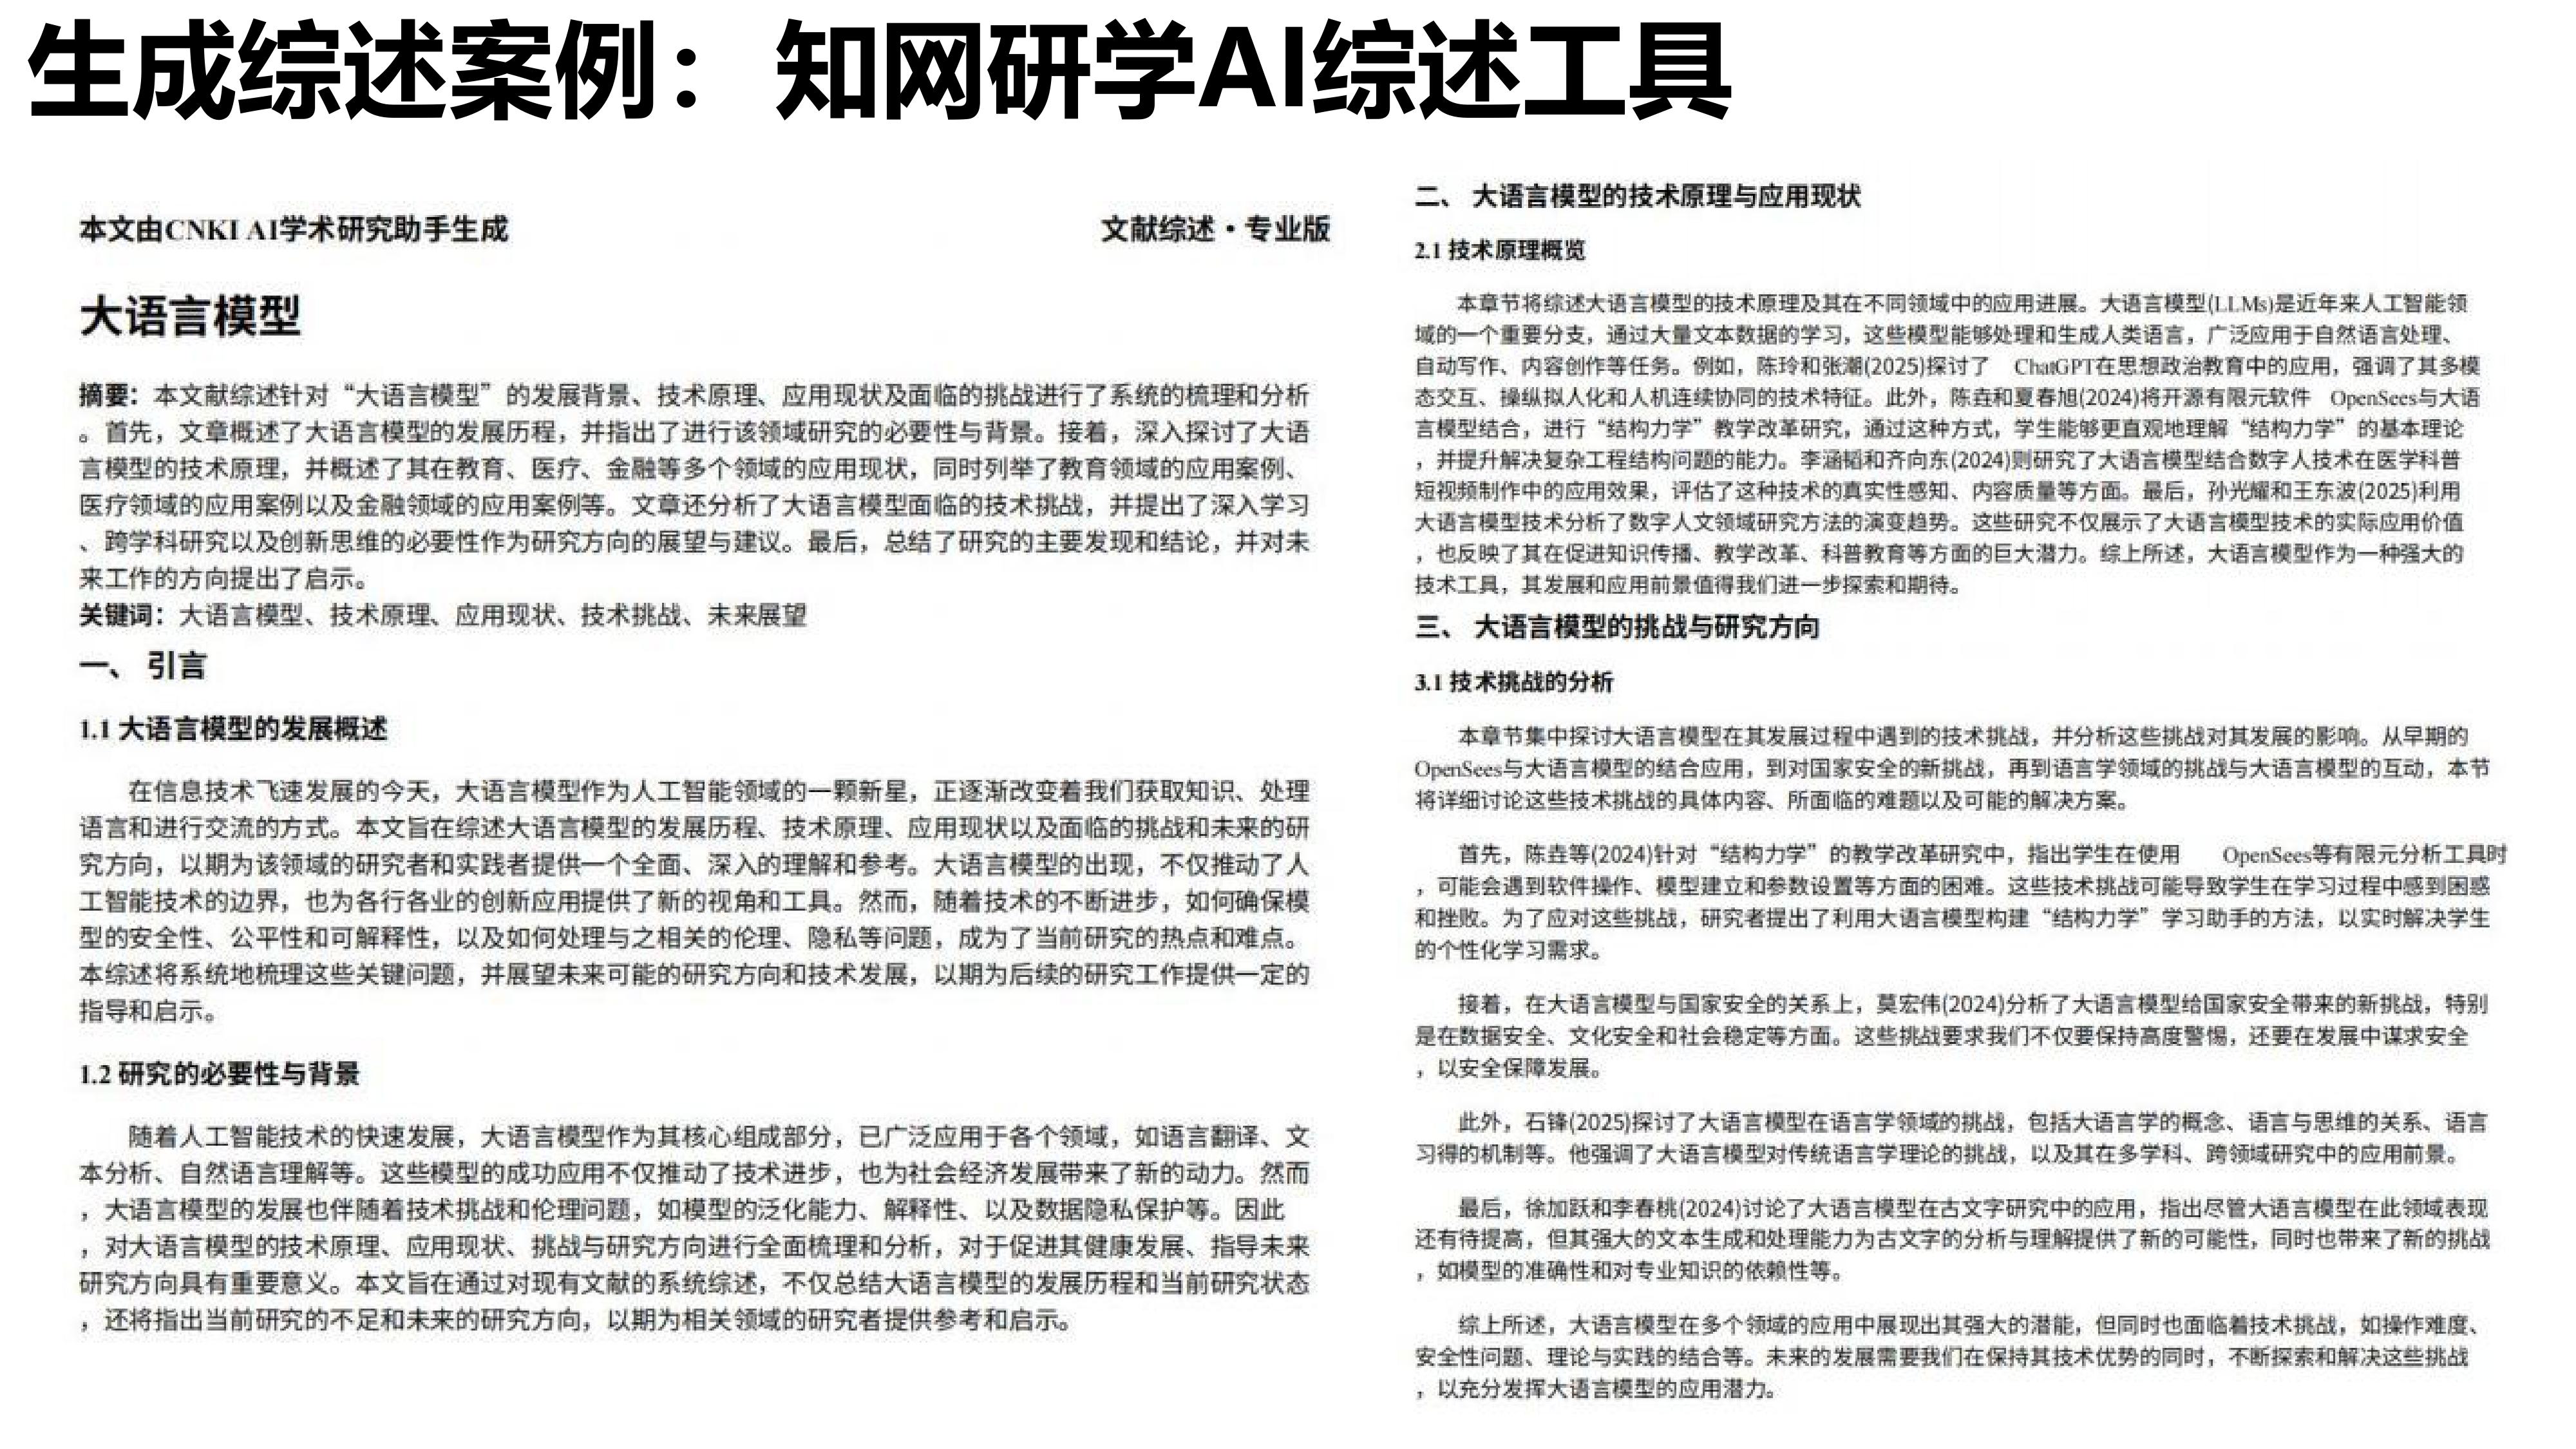 生成综述案例： 知网研学AI综述工具
本文由CNKI AI学术研究助手生成
文献综述·专业版
大语言模型
摘要：本文献综述针对“大语言模型”的发展背景、技术原理、应用现状及面临的挑战进行了系统的梳理和分析
。首先，文章概述了大语言模型的发展历程，并指出了进行该领域研究的必要性与背景。接着，深入探讨了大语
言模型的技术原理，并概述了其在教育、医疗、金融等多个领域的应用现状，同时列举了教育领域的应用案例、
医疗领域的应用案例以及金融领域的应用案例等。文章还分析了大语言模型面临的技术挑战，并提出了深入学习
、跨学科研究以及创新思维的必要性作为研究方向的展望与建议。最后，总结了研究的主要发现和结论，并对未
来工作的方向提出了启示。
关键词：大语言模型、技术原理、应用现状、技术挑战、未来展望
一、 引言
1.1 大语言模型的发展概述
在信息技术飞速发展的今天，大语言模型作为人工智能领域的一颗新星，正逐渐改变着我们获取知识、处理
语言和进行交流的方式。本文旨在综述大语言模型的发展历程、技术原理、应用现状以及面临的挑战和未来的研
究方向，以期为该领域的研究者和实践者提供一个全面、深入的理解和参考。大语言模型的出现，不仅推动了人
工智能技术的边界，也为各行各业的创新应用提供了新的视角和工具。然而，随着技术的不断进步，如何确保模
型的安全性、公平性和可解释性，以及如何处理与之相关的伦理、隐私等问题，成为了当前研究的热点和难点。
本综述将系统地梳理这些关键问题，并展望未来可能的研究方向和技术发展，以期为后续的研究工作提供一定的
指导和启示。
1.2 研究的必要性与背景
随着人工智能技术的快速发展，大语言模型作为其核心组成部分，已广泛应用于各个领域，如语言翻译、文
本分析、自然语言理解等。这些模型的成功应用不仅推动了技术进步，也为社会经济发展带来了新的动力。然而
，大语言模型的发展也伴随着技术挑战和伦理问题，如模型的泛化能力、解释性、以及数据隐私保护等。因此
，对大语言模型的技术原理、应用现状、挑战与研究方向进行全面梳理和分析，对于促进其健康发展、指导未来
研究方向具有重要意义。本文旨在通过对现有文献的系统综述，不仅总结大语言模型的发展历程和当前研究状态
，还将指出当前研究的不足和未来的研究方向，以期为相关领域的研究者提供参考和启示。
二、 大语言模型的技术原理与应用现状
2.1 技术原理概览
本章节将综述大语言模型的技术原理及其在不同领域中的应用进展。大语言模型(LLMs)是近年来人工智能领
域的一个重要分支，通过大量文本数据的学习，这些模型能够处理和生成人类语言，广泛应用于自然语言处理、
自动写作、内容创作等任务。例如，陈玲和张潮(2025)探讨了 ChatGPT在思想政治教育中的应用，强调了其多模
态交互、操纵拟人化和人机连续协同的技术特征。此外，陈垚和夏春旭(2024)将开源有限元软件 OpenSees与大语
言模型结合，进行“结构力学”教学改革研究，通过这种方式，学生能够更直观地理解“结构力学”的基本理论
，并提升解决复杂工程结构问题的能力。李涵韬和齐向东(2024)则研究了大语言模型结合数字人技术在医学科普
短视频制作中的应用效果，评估了这种技术的真实性感知、内容质量等方面。最后，孙光耀和王东波(2025)利用
大语言模型技术分析了数字人文领域研究方法的演变趋势。这些研究不仅展示了大语言模型技术的实际应用价值
，也反映了其在促进知识传播、教学改革、科普教育等方面的巨大潜力。综上所述，大语言模型作为一种强大的
技术工具，其发展和应用前景值得我们进一步探索和期待。
三、 大语言模型的挑战与研究方向
3.1 技术挑战的分析
本章节集中探讨大语言模型在其发展过程中遇到的技术挑战，并分析这些挑战对其发展的影响。从早期的
OpenSees与大语言模型的结合应用，到对国家安全的新挑战，再到语言学领域的挑战与大语言模型的互动，本节
将详细讨论这些技术挑战的具体内容、所面临的难题以及可能的解决方案。
首先，陈垚等(2024)针对“结构力学”的教学改革研究中，指出学生在使用 OpenSees等有限元分析工具时
，可能会遇到软件操作、模型建立和参数设置等方面的困难。这些技术挑战可能导致学生在学习过程中感到困惑
和挫败。为了应对这些挑战，研究者提出了利用大语言模型构建“结构力学”学习助手的方法，以实时解决学生
的个性化学习需求。
接着，在大语言模型与国家安全的关系上，莫宏伟(2024)分析了大语言模型给国家安全带来的新挑战，特别
是在数据安全、文化安全和社会稳定等方面。这些挑战要求我们不仅要保持高度警惕，还要在发展中谋求安全
，以安全保障发展。
此外，石锋(2025)探讨了大语言模型在语言学领域的挑战，包括大语言学的概念、语言与思维的关系、语言
习得的机制等。他强调了大语言模型对传统语言学理论的挑战，以及其在多学科、跨领域研究中的应用前景。
最后，徐加跃和李春桃(2024)讨论了大语言模型在古文字研究中的应用，指出尽管大语言模型在此领域表现
还有待提高，但其强大的文本生成和处理能力为古文字的分析与理解提供了新的可能性，同时也带来了新的挑战
，如模型的准确性和对专业知识的依赖性等。
综上所述，大语言模型在多个领域的应用中展现出其强大的潜能，但同时也面临着技术挑战，如操作难度、
安全性问题、理论与实践的结合等。未来的发展需要我们在保持其技术优势的同时，不断探索和解决这些挑战
，以充分发挥大语言模型的应用潜力。